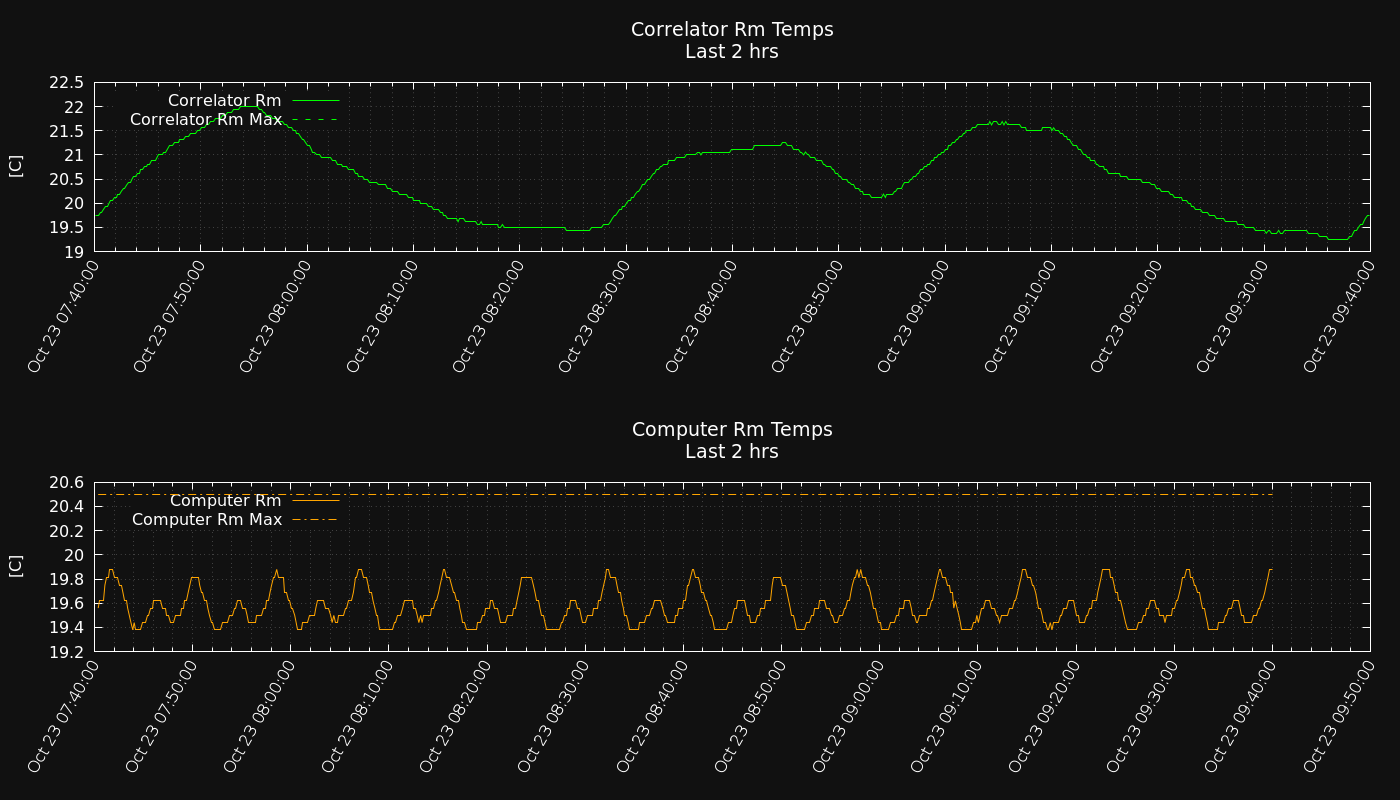 Correlator Rm Temps
Last 2 hrs
22.5
22
21.5
21
20.5
20
19.5
19
[C]
Correlator Rm
Correlator Rm Max
Oct 23 07:40:00
Oct 23 07:50:00
Oct 23 08:00:00
Oct 23 08:10:00
Oct 23 08:20:00
Oct 23 08:30:00
Oct 23 08:40:00
Oct 23 08:50:00
Oct 23 09:00:00
Oct 23 09:10:00
Oct 23 09:20:00
Oct 23 09:30:00
Oct 23 09:40:00
Computer Rm Temps
Last 2 hrs
20.6
20.4
20.2
20
19.8
19.6
19.4
19.2
[C]
Computer Rm
Computer Rm Max
Oct 23 07:40:00
Oct 23 07:50:00
Oct 23 08:00:00
Oct 23 08:10:00
Oct 23 08:20:00
Oct 23 08:30:00
Oct 23 08:40:00
Oct 23 08:50:00
Oct 23 09:00:00
Oct 23 09:10:00
Oct 23 09:20:00
Oct 23 09:30:00
Oct 23 09:40:00
Oct 23 09:50:00